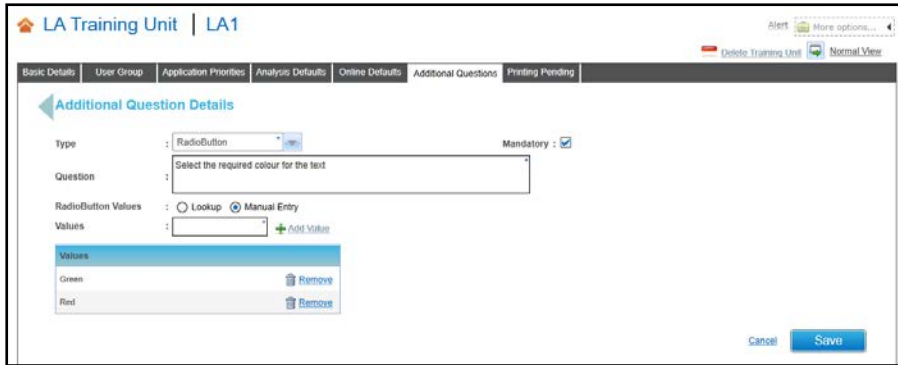 LA Training Unit | LA1
Alert More options...
Delete Training Unit Normal View
Basic Details User Group Application Priorities Analysis Defaults Online Defaults Additional Questions Printing Pending
Additional Question Details
Type : RadioButton * Mandatory : 
Question : Select the required colour for the text *
RadioButton Values : Lookup Manual Entry
Values : * Add Value
Values
Green Remove
Red Remove
Cancel Save